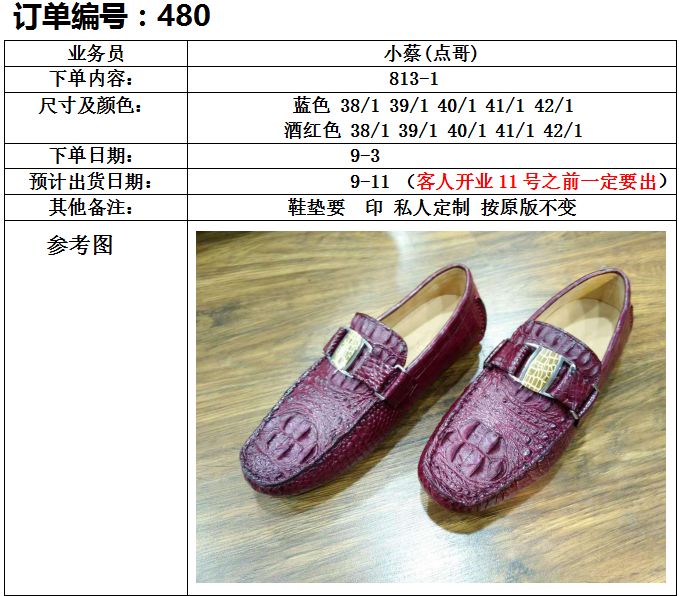 订单编号：480
业务员 小蔡(点哥)
下单内容： 813-1
尺寸及颜色： 蓝色 38/1 39/1 40/1 41/1 42/1
酒红色 38/1 39/1 40/1 41/1 42/1
下单日期： 9-3
预计出货日期： 9-11 （客人开业 11 号之前一定要出）
其他备注： 鞋垫要 印 私人定制 按原版不变
参考图